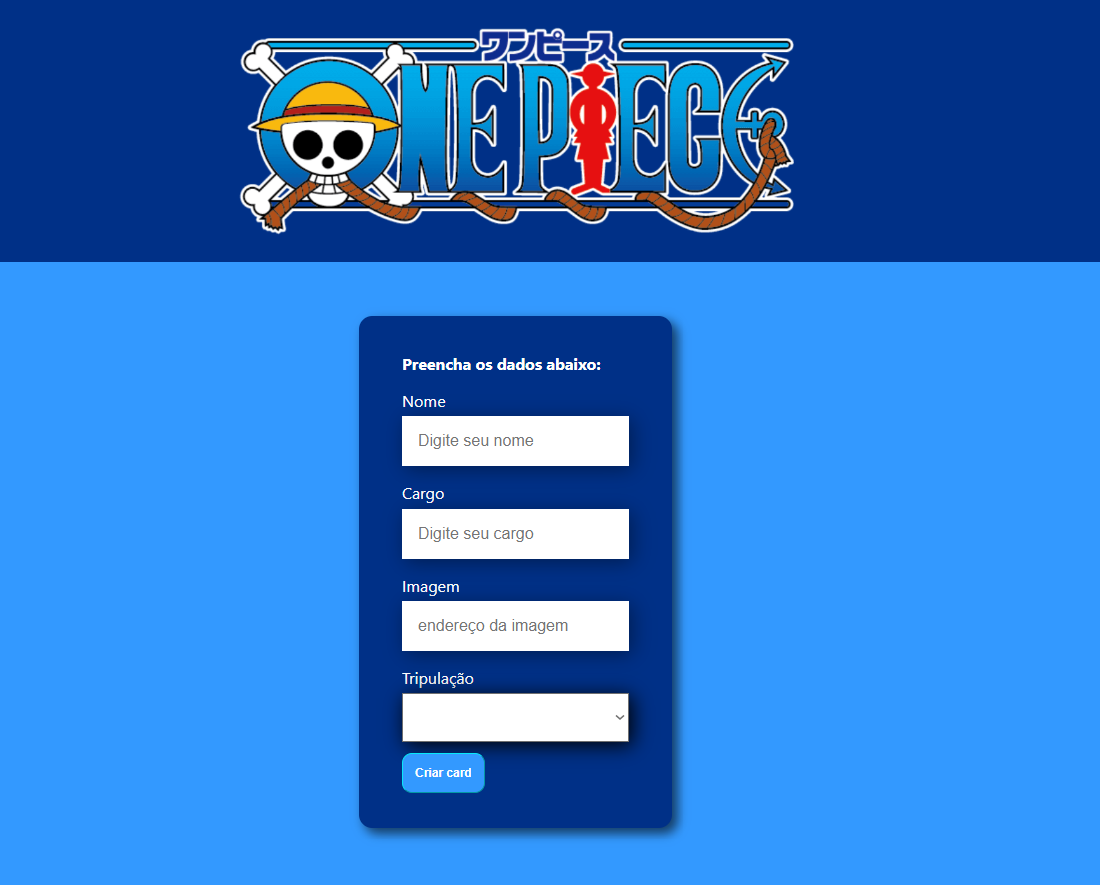 ワンピース
ONE PIECE
Preencha os dados abaixo:
Nome
Digite seu nome
Cargo
Digite seu cargo
Imagem
endereço da imagem
Tripulação
Criar card